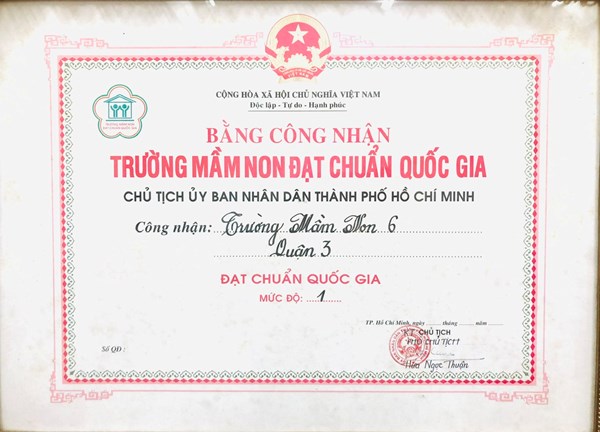 CỘNG HÒA XÃ HỘI CHỦ NGHĨA VIỆT NAM
Độc lập - Tự do - Hạnh phúc
BẰNG CÔNG NHẬN
TRƯỜNG MẦM NON ĐẠT CHUẨN QUỐC GIA
CHỦ TỊCH ỦY BAN NHÂN DÂN THÀNH PHỐ HỒ CHÍ MINH
Công nhận: Trường Mầm Non 6
Quận 3
ĐẠT CHUẨN QUỐC GIA
MỨC ĐỘ: 1
TP. Hồ Chí Minh, ngày ...... tháng ...... năm ......
KT. CHỦ TỊCH
PHÓ CHỦ TỊCH
Số QĐ :
Hứa Ngọc Thuận